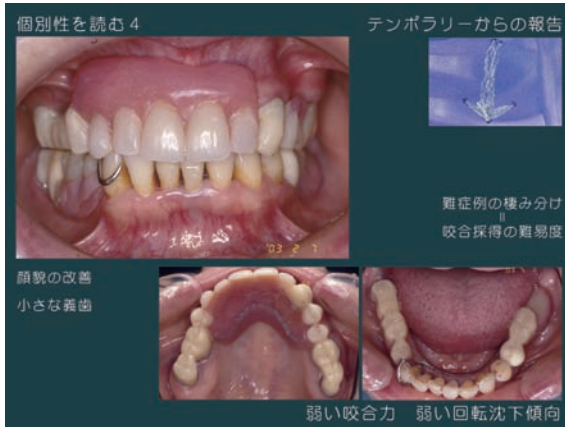 個別性を読む4
テンポラリーからの報告
難症例の棲み分け
=
咬合採得の難易度
'03 2 7
顔貌の改善
小さな義歯
弱い咬合力 弱い回転沈下傾向